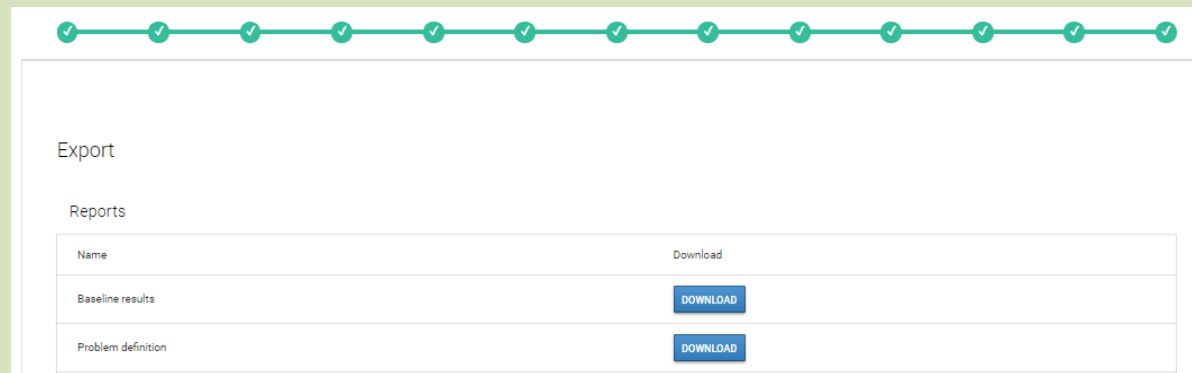 Export
Reports
Name Download
Baseline results DOWNLOAD
Problem definition DOWNLOAD